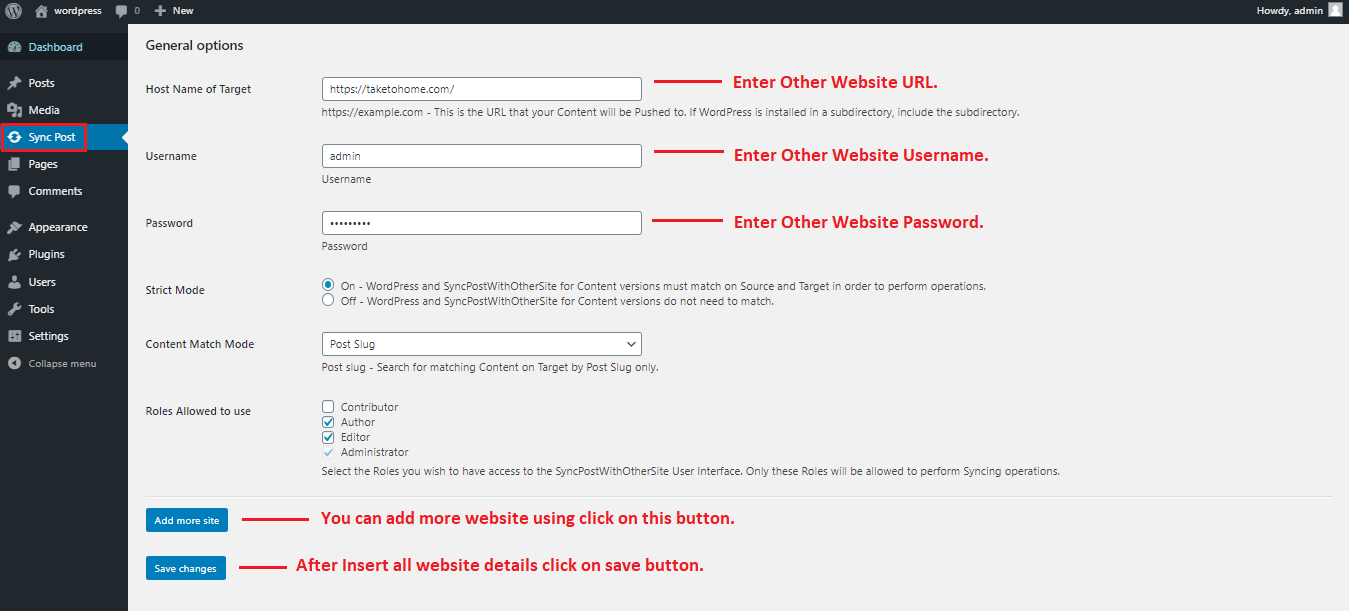 wordpress 0 New Howdy, admin
Dashboard
Posts
Media
Sync Post
Pages
Comments
Appearance
Plugins
Users
Tools
Settings
Collapse menu
General options
Host Name of Target https://taketohome.com/ Enter Other Website URL.
https://example.com - This is the URL that your Content will be Pushed to. If WordPress is installed in a subdirectory, include the subdirectory.
Username admin Enter Other Website Username.
Username
Password ••••••••• Enter Other Website Password.
Password
Strict Mode On - WordPress and SyncPostWithOtherSite for Content versions must match on Source and Target in order to perform operations.
Off - WordPress and SyncPostWithOtherSite for Content versions do not need to match.
Content Match Mode Post Slug
Post slug - Search for matching Content on Target by Post Slug only.
Roles Allowed to use Contributor
Author
Editor
Administrator
Select the Roles you wish to have access to the SyncPostWithOtherSite User Interface. Only these Roles will be allowed to perform Syncing operations.
Add more site You can add more website using click on this button.
Save changes After Insert all website details click on save button.